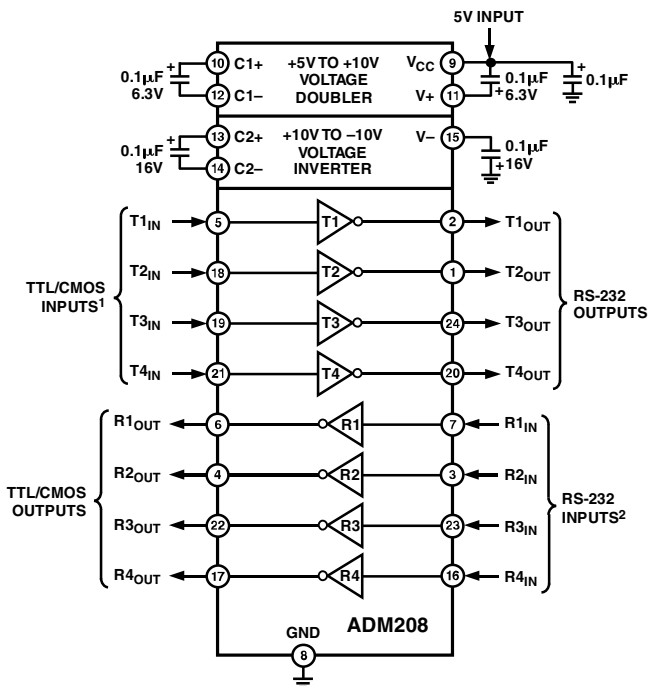 5V INPUT
10 C1+ +5V TO +10V VCC 9
0.1μF VOLTAGE 0.1μF 0.1μF
6.3V 12 C1– DOUBLER V+ 11 6.3V
+ + + +
13 C2+ +10V TO –10V V– 15
0.1μF VOLTAGE 0.1μF
16V 14 C2– INVERTER 16V
+ +
T1IN 5 T1 2 T1OUT
T2IN 18 T2 1 T2OUT
TTL/CMOS
INPUTS1
RS-232
OUTPUTS
T3IN 19 T3 24 T3OUT
T4IN 21 T4 20 T4OUT
R1OUT 6 R1 7 R1IN
R2OUT 4 R2 3 R2IN
TTL/CMOS
OUTPUTS
RS-232
INPUTS2
R3OUT 22 R3 23 R3IN
R4OUT 17 R4 16 R4IN
GND ADM208
8